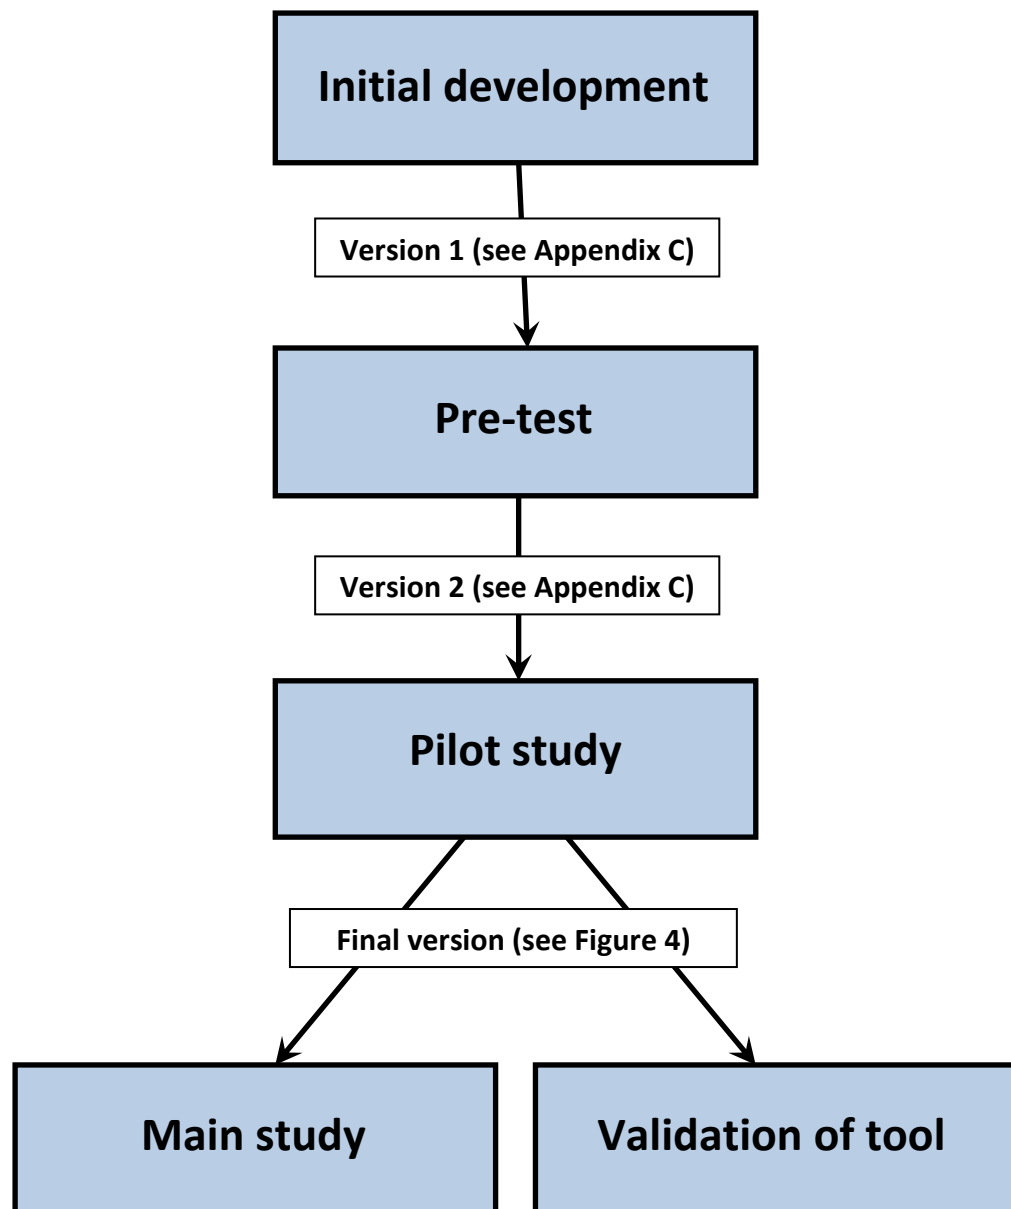 Initial development
Version 1 (see Appendix C)
Pre-test
Version 2 (see Appendix C)
Pilot study
Final version (see Figure 4)
Main study
Validation of tool